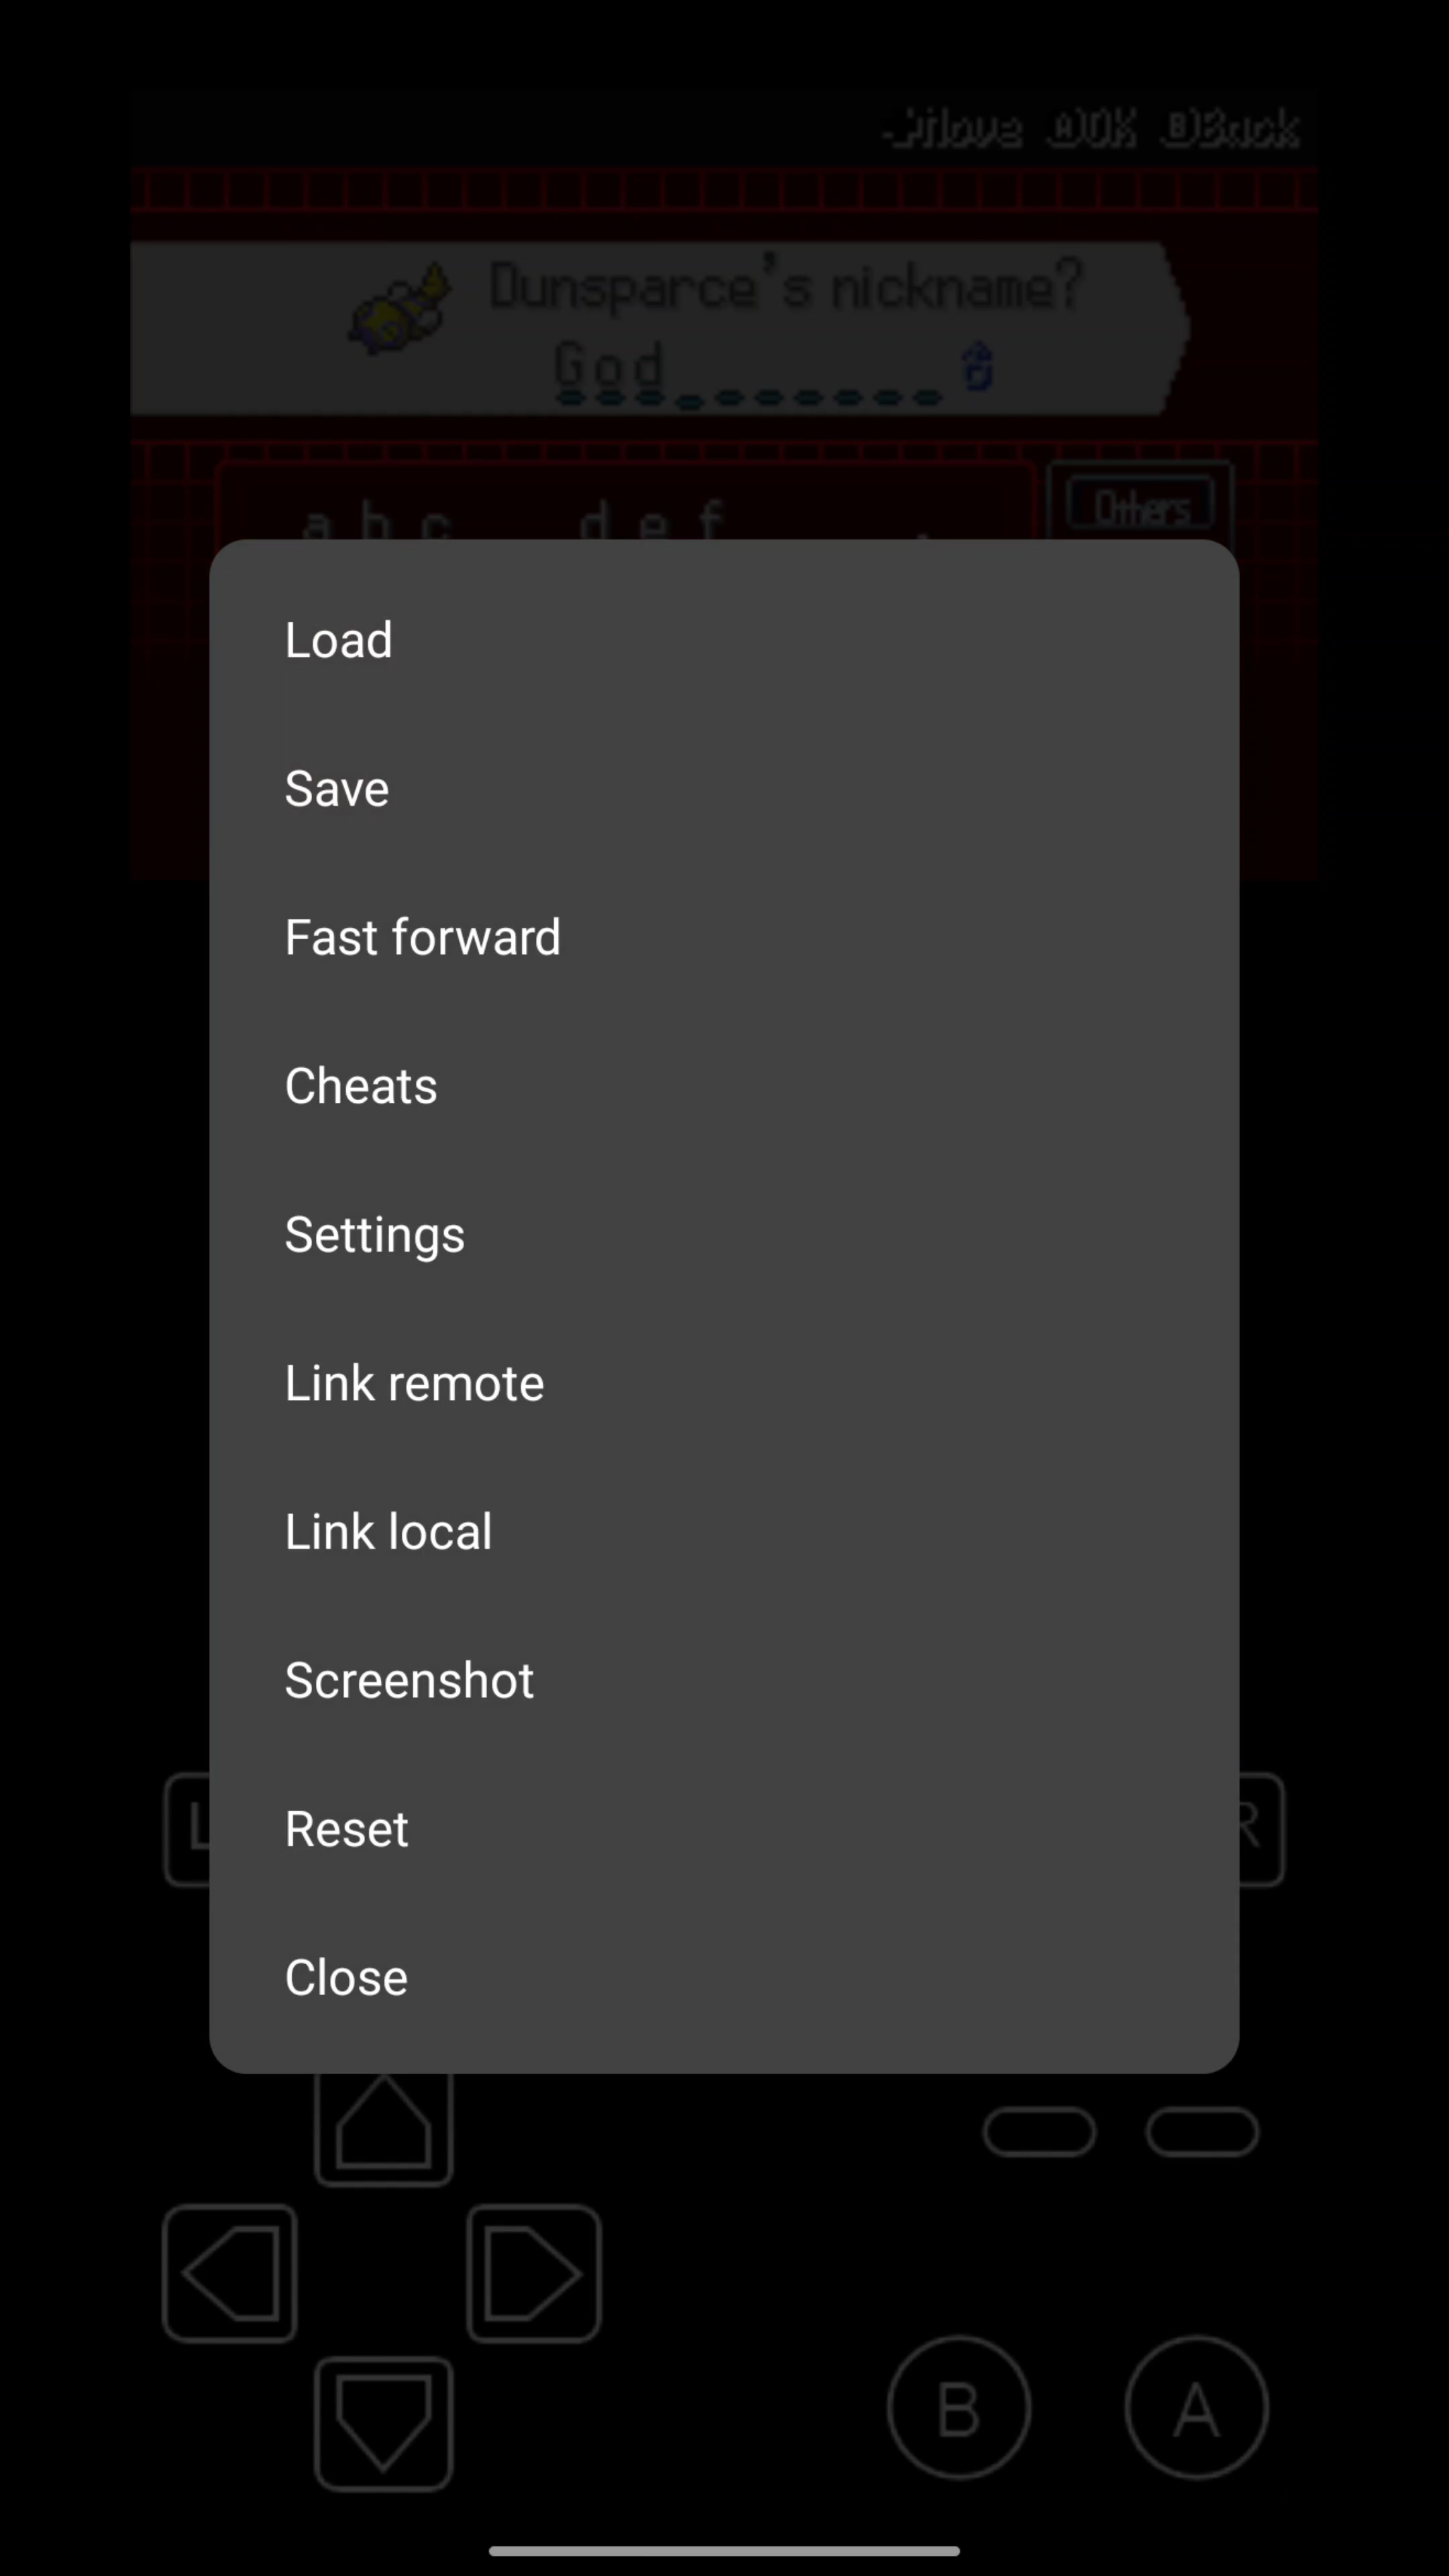 Move A)OK B)Back
Dunsparce's nickname?
God
a b c d e f .
Others
Load
Save
Fast forward
Cheats
Settings
Link remote
Link local
Screenshot
L R
Reset
Close
B A